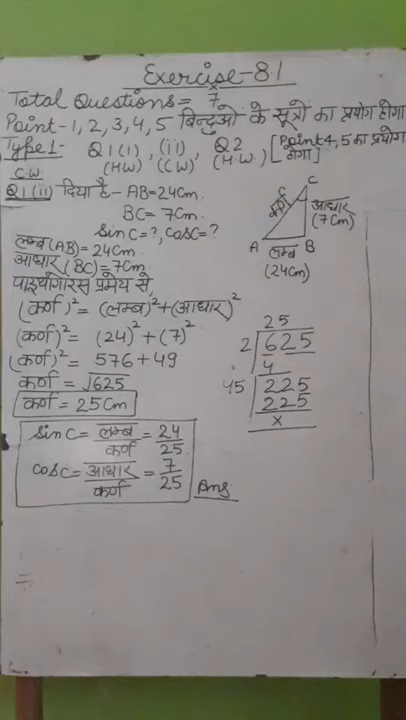 Exercise-8.1
Total Questions = 7
Point-1, 2, 3, 4, 5 बिन्दुओ के सूत्रों का प्रयोग होगा
Type 1- Q1(i), (ii), Q2 [Point 4, 5 का प्रयोग
(HW) (CW) (H.W.) होगा]
C.W.
Q1(ii) दिया है- AB=24cm.
BC= 7cm.
sinC=?, cosC=?
लम्ब (AB)= 24cm
आधार (BC)= 7cm
पाइथागोरस प्रमेय से,
(कर्ण)²= (लम्ब)²+(आधार)²
(कर्ण)²= (24)²+(7)²
(कर्ण)²= 576+49
कर्ण = √625
कर्ण = 25cm
sinC= लम्ब/कर्ण = 24/25
cosC= आधार/कर्ण = 7/25
Ans
C
कर्ण
आधार
(7cm)
A लम्ब B
(24cm)
25
2 625
4
45 225
225
x